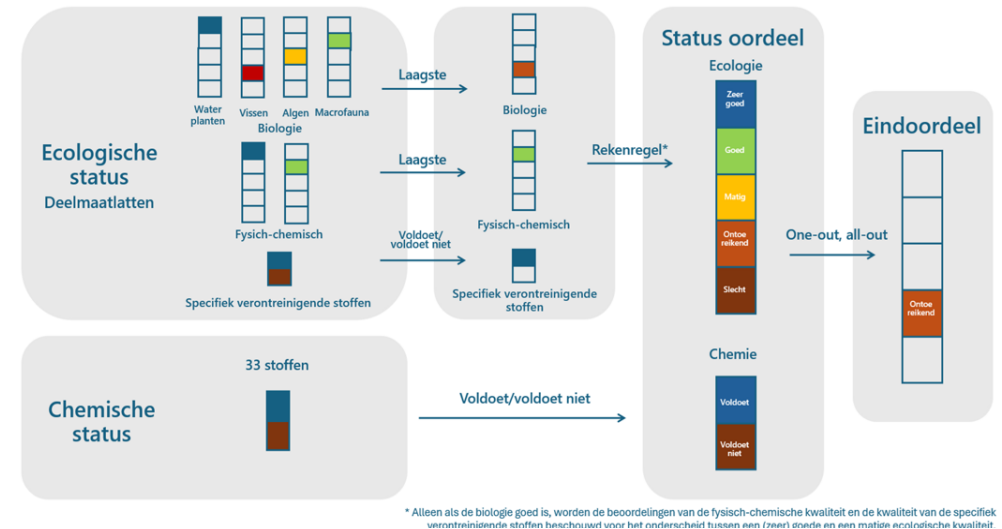 Ecologische
status
Deelmaatlatten
Water
planten
Vissen
Algen
Macrofauna
Biologie
Fysich-chemisch
Specifiek verontreinigende stoffen
Laagste
Laagste
Voldoet/
voldoet niet
Biologie
Fysisch-chemisch
Specifiek verontreinigende
stoffen
Rekenregel*
Status oordeel
Ecologie
Zeer
goed
Goed
Matig
Ontoe
reikend
Slecht
One-out, all-out
Eindoordeel
Ontoe
reikend
Chemische
status
33 stoffen
Voldoet/voldoet niet
Chemie
Voldoet
Voldoet
niet
* Alleen als de biologie goed is, worden de beoordelingen van de fysisch-chemische kwaliteit en de kwaliteit van de specifiek
verontreinigende stoffen beschouwd voor het onderscheid tussen een (zeer) goede en een matige ecologische kwaliteit.